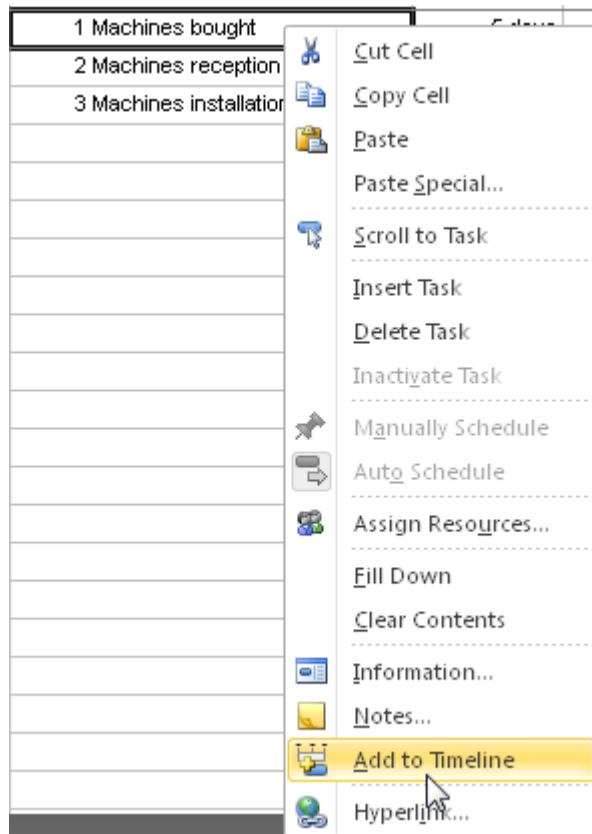 1 Machines bought
2 Machines reception
3 Machines installation
Cut Cell
Copy Cell
Paste
Paste Special...
Scroll to Task
Insert Task
Delete Task
Inactivate Task
Manually Schedule
Auto Schedule
Assign Resources...
Fill Down
Clear Contents
Information...
Notes...
Add to Timeline
Hyperlink...